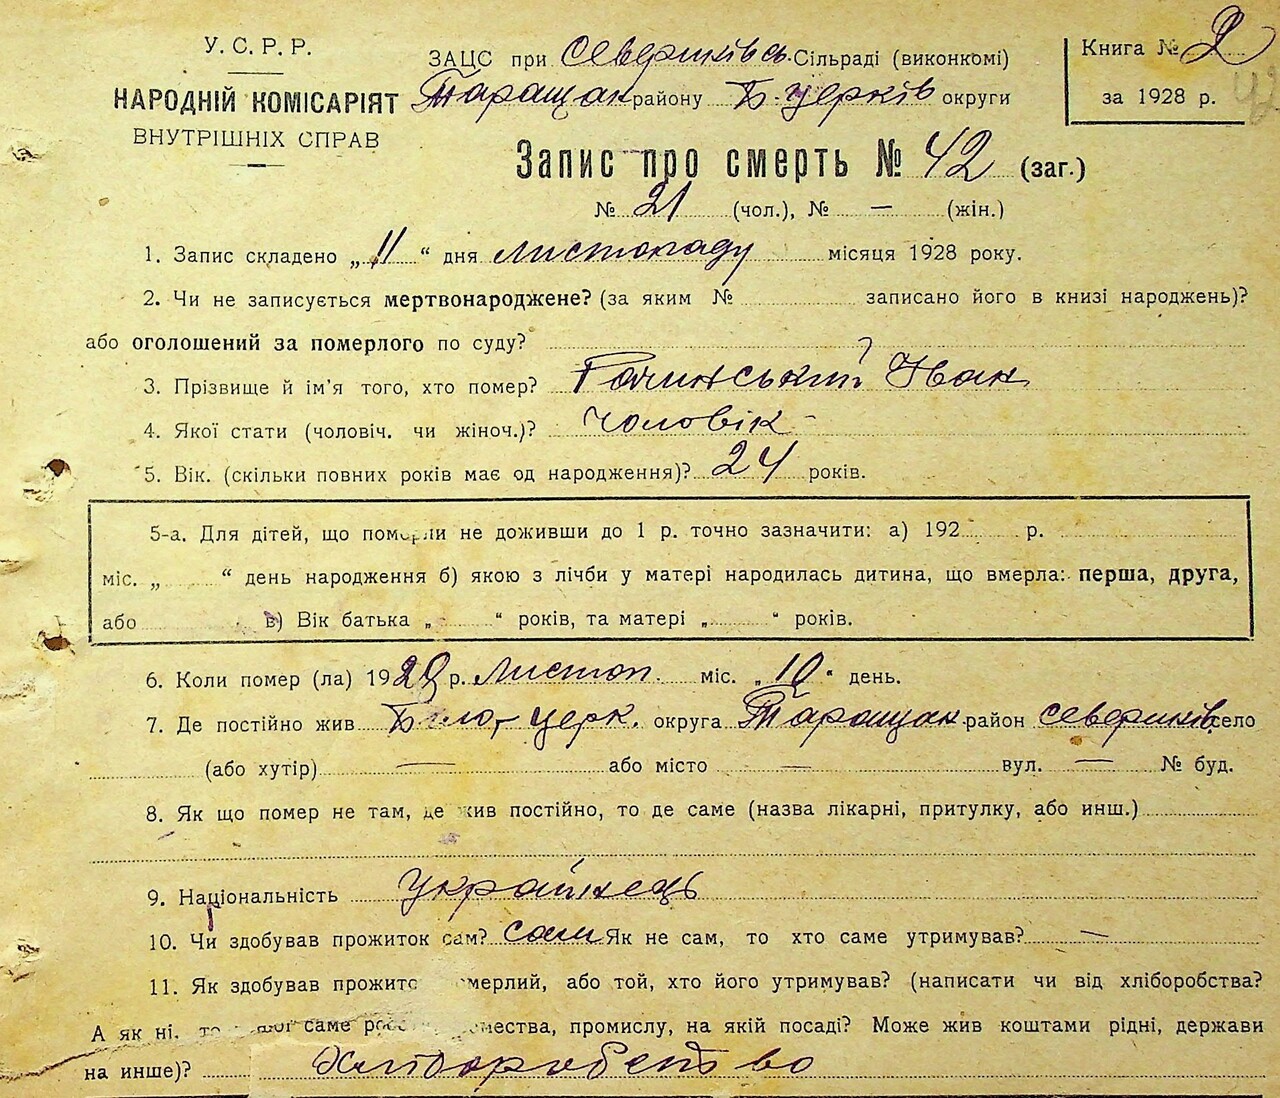 У.С.Р.Р.
НАРОДНІЙ КОМІСАРІЯТ
ВНУТРІШНІХ СПРАВ
ЗАЦС при северинківсь. Сільраді (виконкомі)
Таращан району Б-церків округи
Книга № 2
за 1928 р.
Запис про смерть № 42 (заг.)
№ 21 (чол.), № — (жін.)
1. Запис складено „11“ дня листопаду місяця 1928 року.
2. Чи не записується мертвонароджене? (за яким № записано його в книзі народжень)?
або оголошений за померлого по суду?
3. Прізвище й ім'я того, хто помер? Іван
4. Якої стати (чоловіч. чи жіноч.)? чоловік
5. Вік. (скільки повних років має од народження)? 24 років.
5-а. Для дітей, що померли не доживши до 1 р. точно зазначити: а) 192 р.
міс. „ “ день народження б) якою з лічби у матері народилась дитина, що вмерла: перша, друга,
або в) Вік батька „ “ років, та матері „ “ років.
6. Коли помер (ла) 1928 р. листоп. міс. „10“ день.
7. Де постійно жив Біло-церк. округа Таращан район северинків село
(або хутір) — або місто — вул. — № буд.
8. Як що помер не там, де жив постійно, то де саме (назва лікарні, притулку, або инш.)
9. Національність українець
10. Чи здобував прожиток сам? сам Як не сам, то хто саме утримував? —
11. Як здобував прожиток мерлий, або той, хто його утримував? (написати чи від хліборобства?
А як ні, то саме мества, промислу, на якій посаді? Може жив коштами рідні, держави
на инше)? Хліборобство